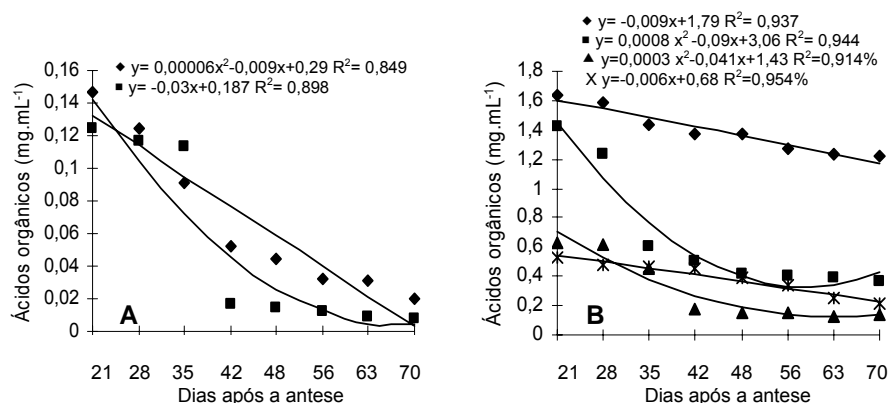 ♦ y= 0,00006x²-0,009x+0,29 R²= 0,849
■ y= -0,03x+0,187 R²= 0,898
Ácidos orgânicos (mg.mL⁻¹)
0,16
0,14
0,12
0,1
0,08
0,06
0,04
0,02
0
A
21 28 35 42 48 56 63 70
Dias após a antese
♦ y= -0,009x+1,79 R²= 0,937
■ y= 0,0008 x²-0,09x+3,06 R²= 0,944
▲ y=0,0003 x²-0,041x+1,43 R²=0,914%
X y=-0,006x+0,68 R²=0,954%
Ácidos orgânicos (mg.mL⁻¹)
1,8
1,6
1,4
1,2
1
0,8
0,6
0,4
0,2
0
B
21 28 35 42 48 56 63 70
Dias após a antese